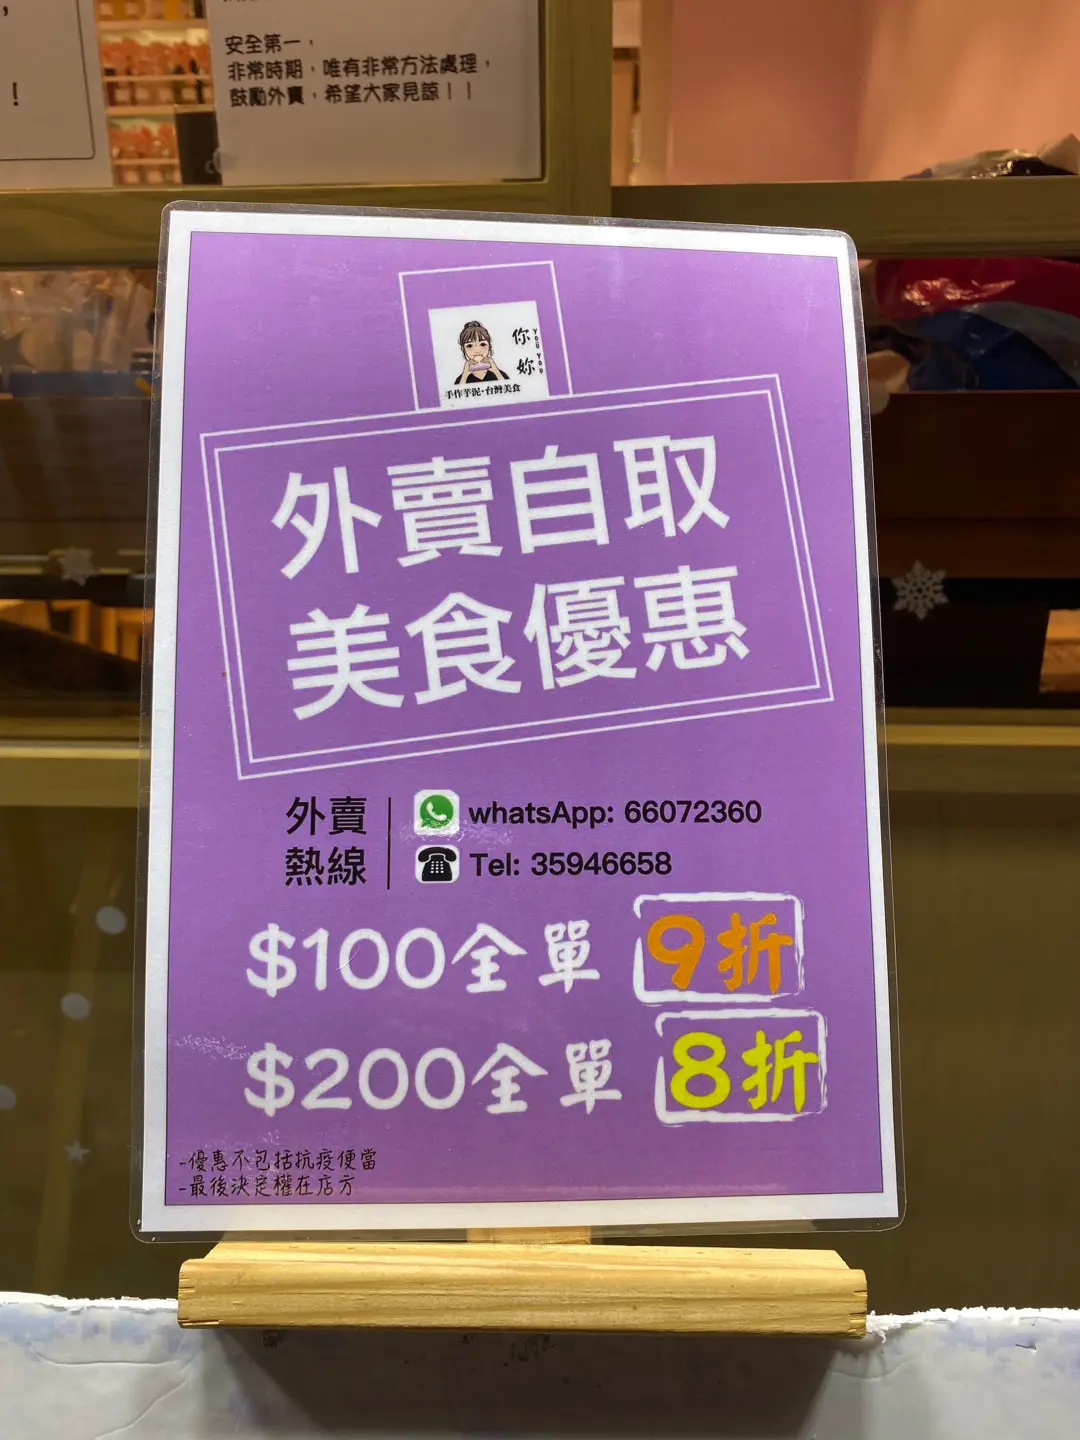 ！
安全第一，
非常時期，唯有非常方法處理，
鼓勵外賣，希望大家見諒！！
你妳
YOU YOU
手作芋泥·台灣美食
外賣自取
美食優惠
外賣熱線
whatsApp: 66072360
Tel: 35946658
$100全單 9折
$200全單 8折
-優惠不包括抗疫便當
-最後決定權在店方